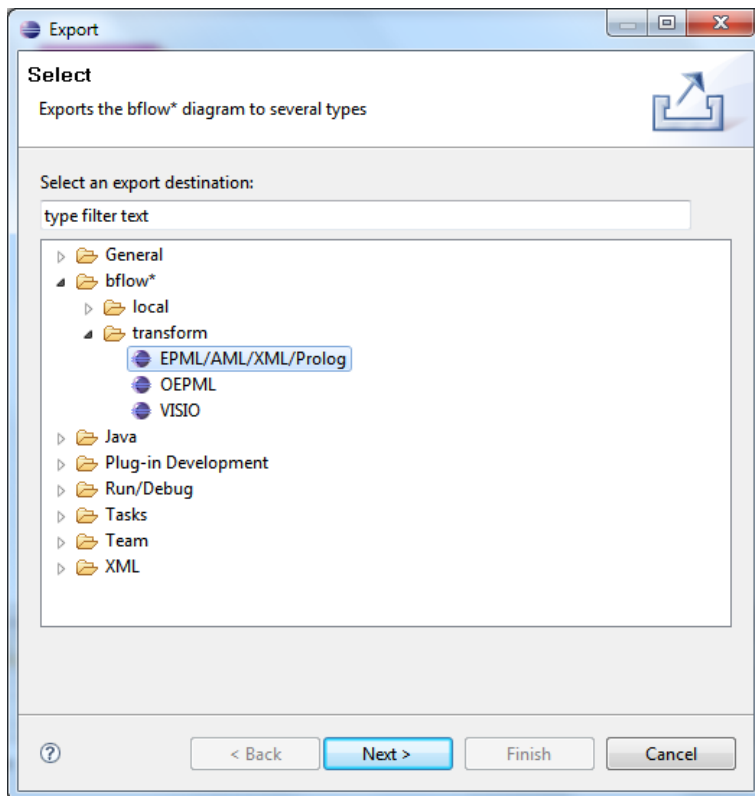 Export
Select
Exports the bflow* diagram to several types
Select an export destination:
type filter text
General
bflow*
local
transform
EPML/AML/XML/Prolog
OEPML
VISIO
Java
Plug-in Development
Run/Debug
Tasks
Team
XML
? < Back Next > Finish Cancel